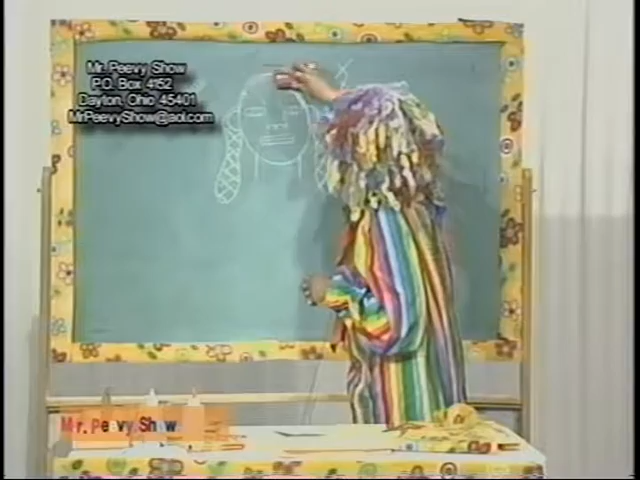 Mr. Peevy Show
P.O. Box 4152
Dayton, Ohio 45401
MrPeevyShow@aol.com
Mr. Peevy Show